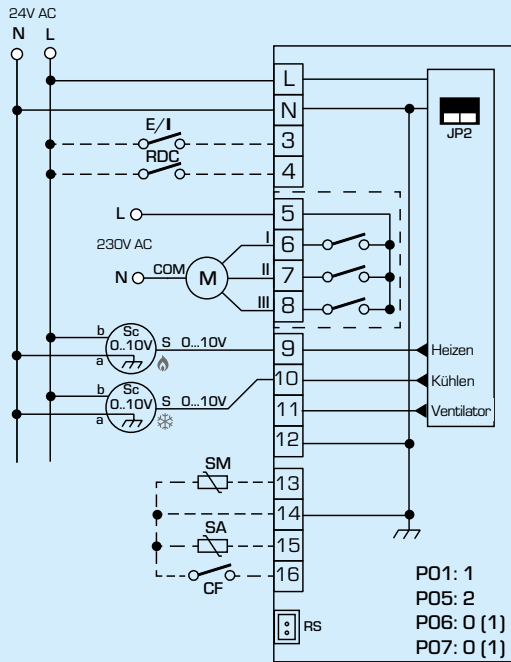 24V AC
N L
L
N
JP2
E/I
3
RDC
4
L
5
230V AC
I
6
N COM M II
7
III
8
b Sc 0..10V a S 0...10V
9
Heizen
b Sc 0..10V a S 0...10V
10
Kühlen
11
Ventilator
12
SM
13
14
SA
15
CF
16
RS
P01: 1
P05: 2
P06: 0 (1)
P07: 0 (1)